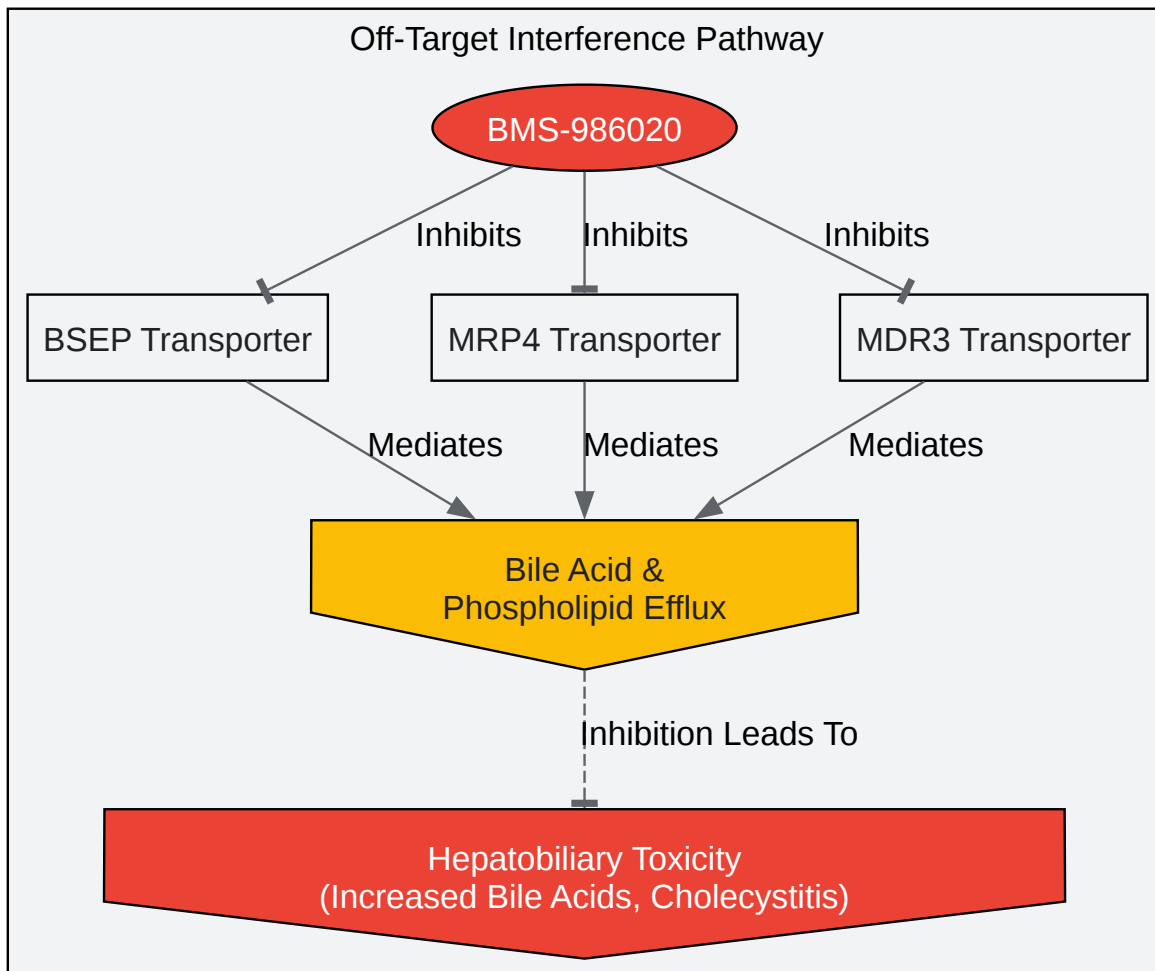 Off-Target Interference Pathway
BMS-986020
Inhibits
Inhibits
Inhibits
BSEP Transporter
MRP4 Transporter
MDR3 Transporter
Mediates
Mediates
Mediates
Bile Acid &
Phospholipid Efflux
Inhibition Leads To
Hepatobiliary Toxicity
(Increased Bile Acids, Cholecystitis)